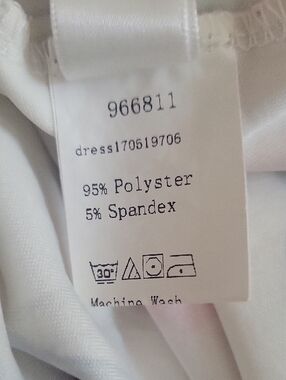 966811
dress170619706
95% Polyster
5% Spandex
30°
Machine Wash